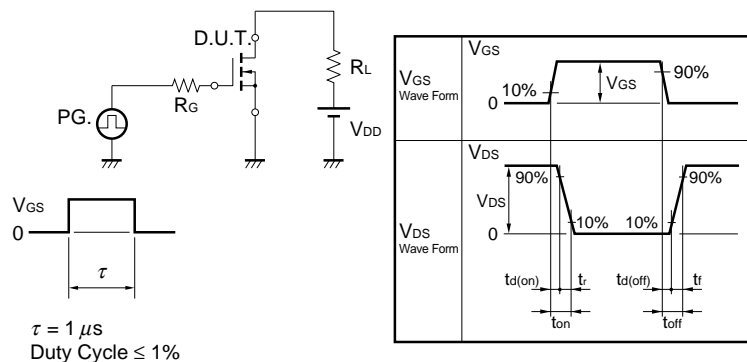 D.U.T.
RL
RG
PG.
VDD
VGS
0
τ
τ = 1 μs
Duty Cycle ≤ 1%
VGS
Wave Form
VGS
10%
VGS
90%
0
VDS
Wave Form
VDS
90%
90%
VDS
10%
10%
0
td(on)
tr
td(off)
tf
ton
toff